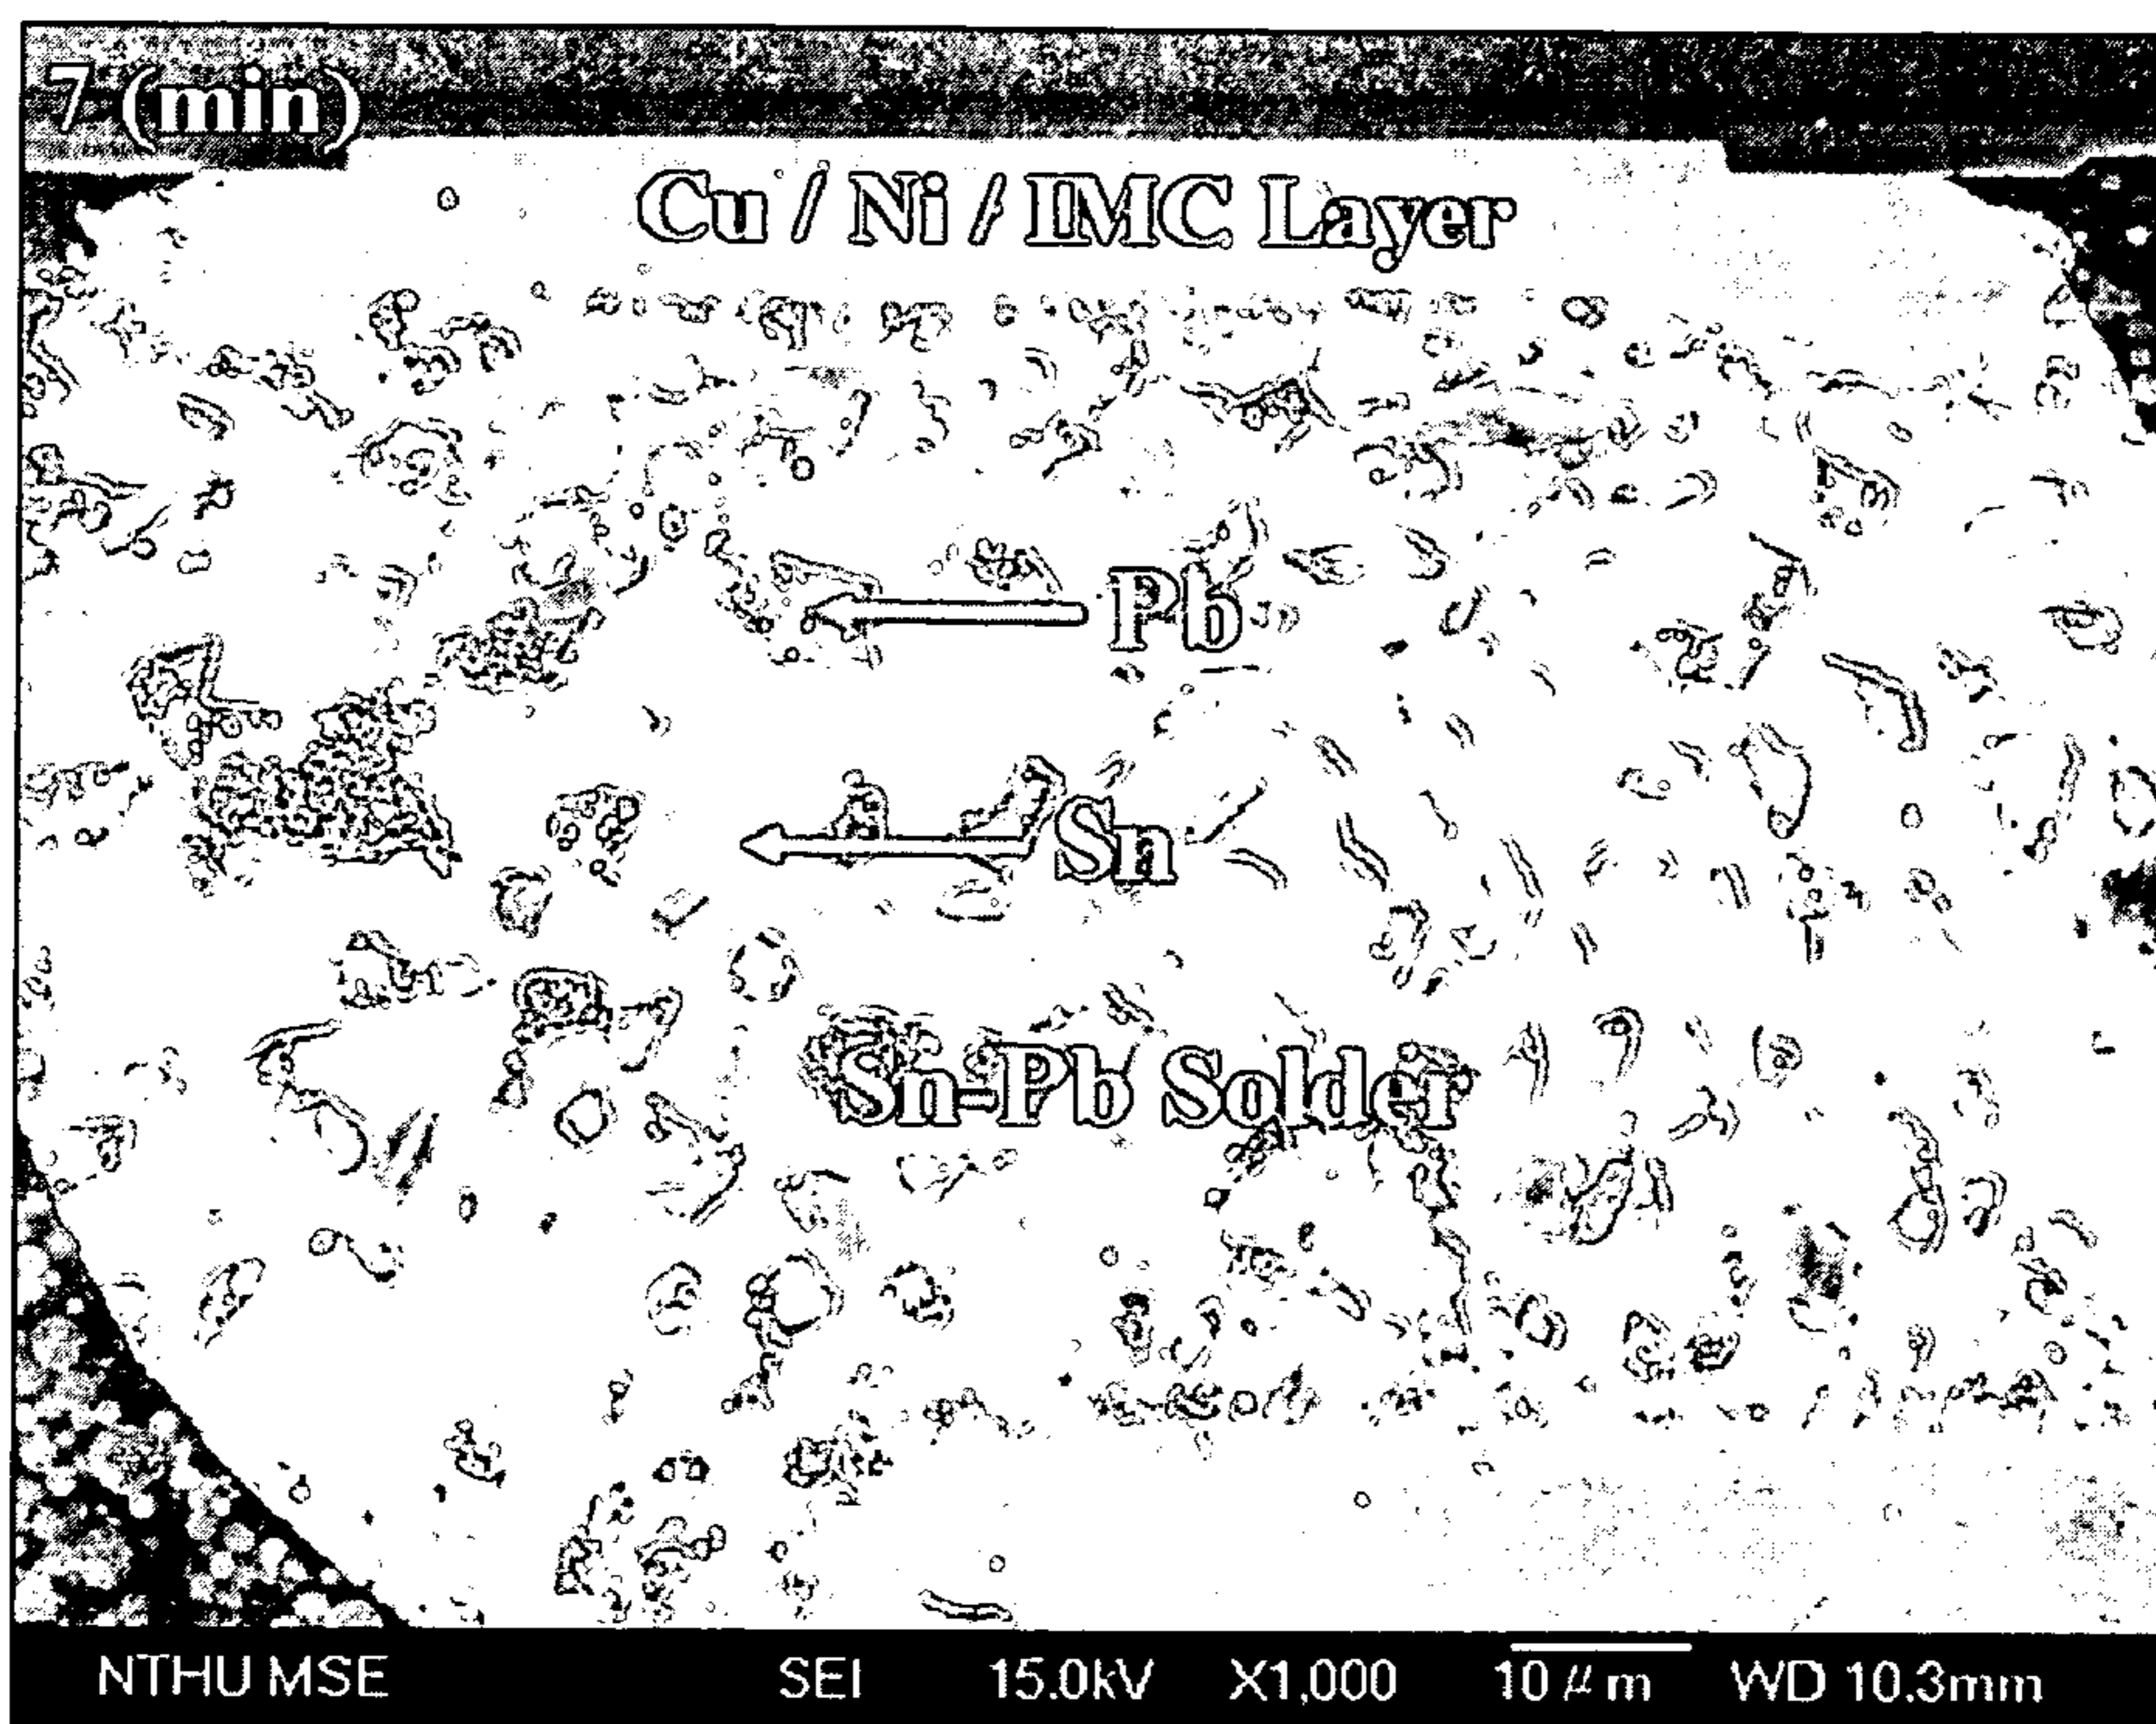 7 (min)
Cu / Ni / IMC Layer
Pb
Sn
Sn-Pb Solder
NTHU MSE SEI 15.0kV X1,000 10 μm WD 10.3mm